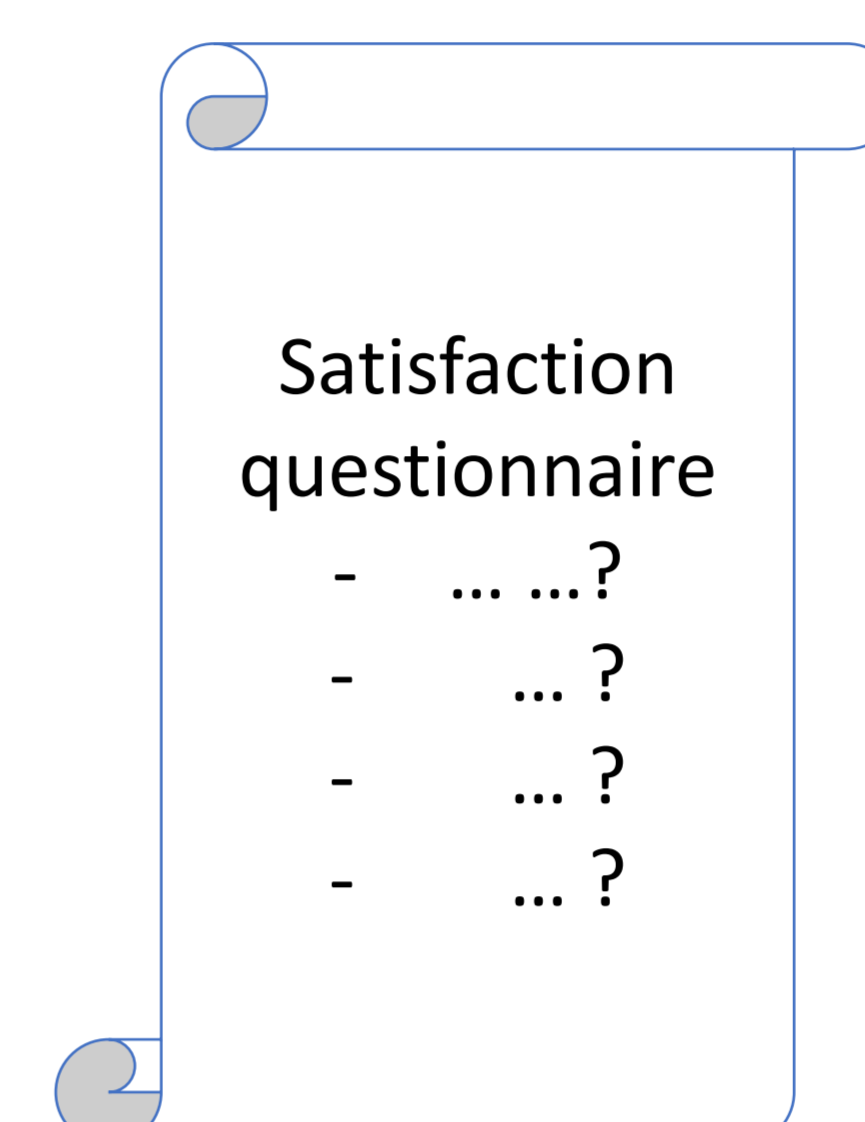 Satisfaction
questionnaire
- ... ...?
- ... ?
- ... ?
- ... ?